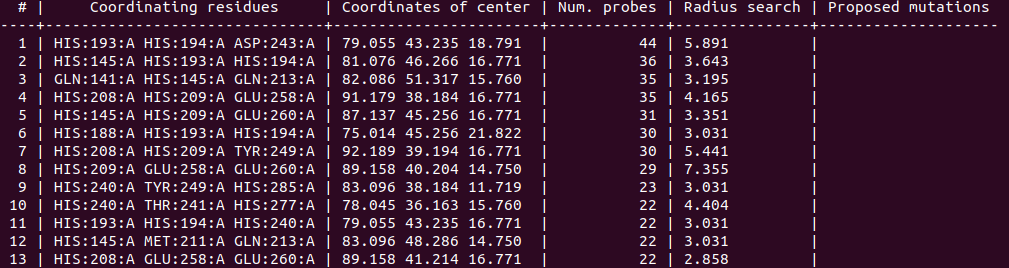 # | Coordinating residues | Coordinates of center | Num. probes | Radius search | Proposed mutations
----+-------------------------------+-----------------------+-------------+---------------+--------------------
1 | HIS:193:A HIS:194:A ASP:243:A | 79.055 43.235 18.791 | 44 | 5.891 |
2 | HIS:145:A HIS:193:A HIS:194:A | 81.076 46.266 16.771 | 36 | 3.643 |
3 | GLN:141:A HIS:145:A GLN:213:A | 82.086 51.317 15.760 | 35 | 3.195 |
4 | HIS:208:A HIS:209:A GLU:258:A | 91.179 38.184 16.771 | 35 | 4.165 |
5 | HIS:145:A HIS:209:A GLU:260:A | 87.137 45.256 16.771 | 31 | 3.351 |
6 | HIS:188:A HIS:193:A HIS:194:A | 75.014 45.256 21.822 | 30 | 3.031 |
7 | HIS:208:A HIS:209:A TYR:249:A | 92.189 39.194 16.771 | 30 | 5.441 |
8 | HIS:209:A GLU:258:A GLU:260:A | 89.158 40.204 14.750 | 29 | 7.355 |
9 | HIS:240:A TYR:249:A HIS:285:A | 83.096 38.184 11.719 | 23 | 3.031 |
10 | HIS:240:A THR:241:A HIS:277:A | 78.045 36.163 15.760 | 22 | 4.404 |
11 | HIS:193:A HIS:194:A HIS:240:A | 79.055 43.235 16.771 | 22 | 3.031 |
12 | HIS:145:A MET:211:A GLN:213:A | 83.096 48.286 14.750 | 22 | 3.031 |
13 | HIS:208:A GLU:258:A GLU:260:A | 89.158 41.214 16.771 | 22 | 2.858 |